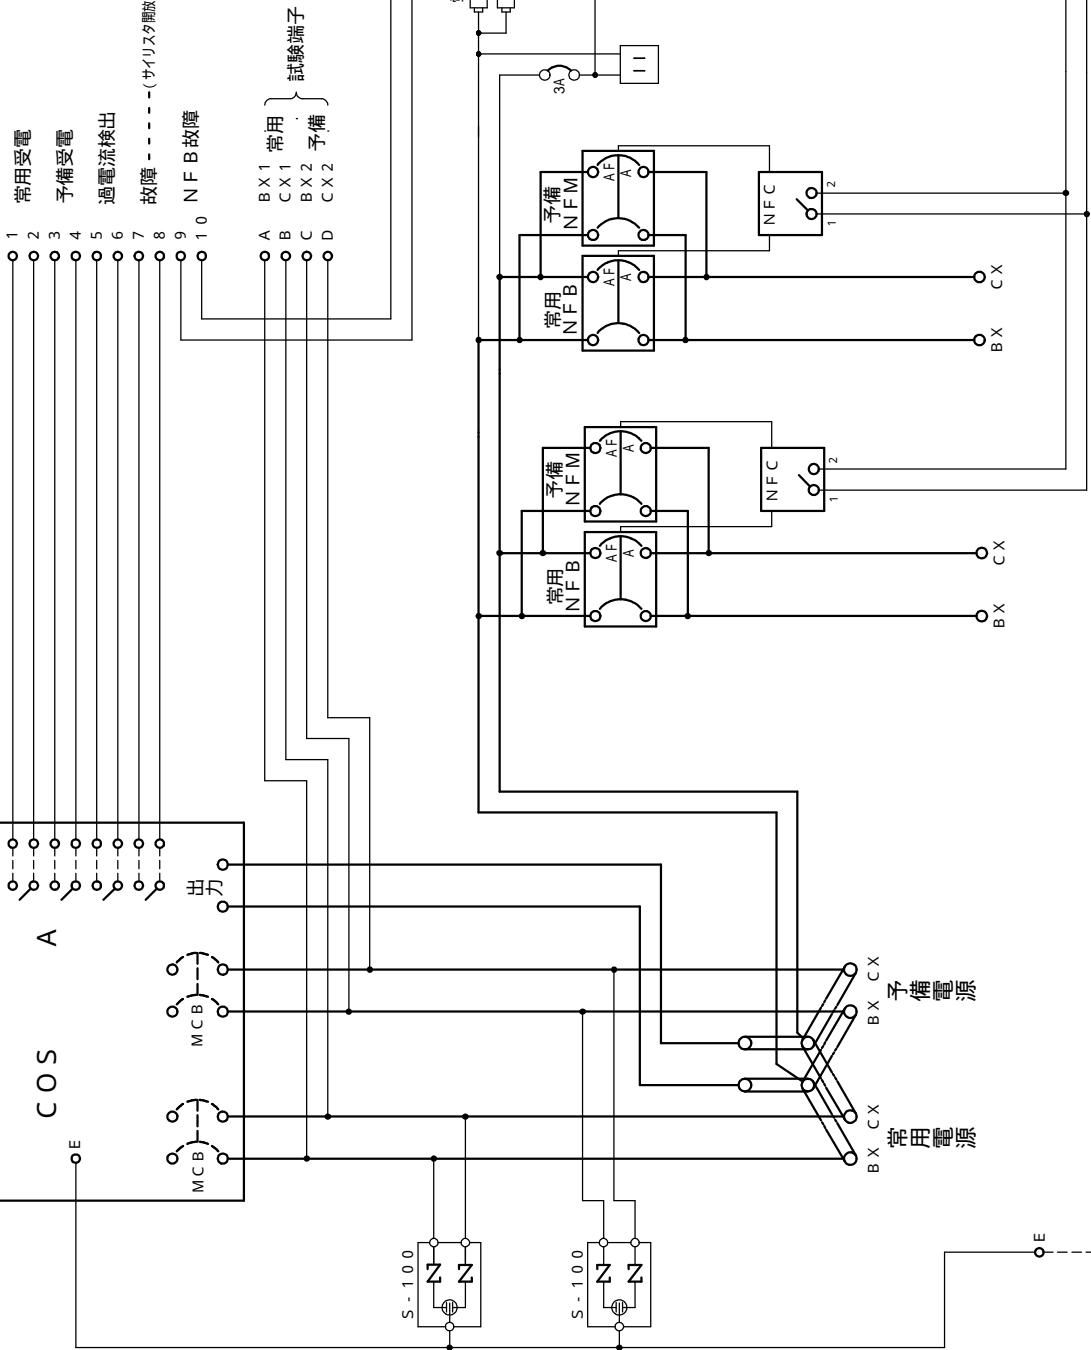 1 常用受電
2
3 予備受電
4
5 過電流検出
6
7 故障-----(サイリスタ開放
8
9 NFB故障
10
A BX1 常用
B CX1
C BX2 予備
D CX2
試験端子
3A
予備
NFM
AF
A
常用
NFB
AF
A
NFC
1
2
CX
BX
予備
NFM
AF
A
常用
NFB
AF
A
NFC
1
2
CX
BX
出力
COS A
MCB
MCB
E
CX
BX
予備電源
CX
BX
常用電源
S-100
S-100
E